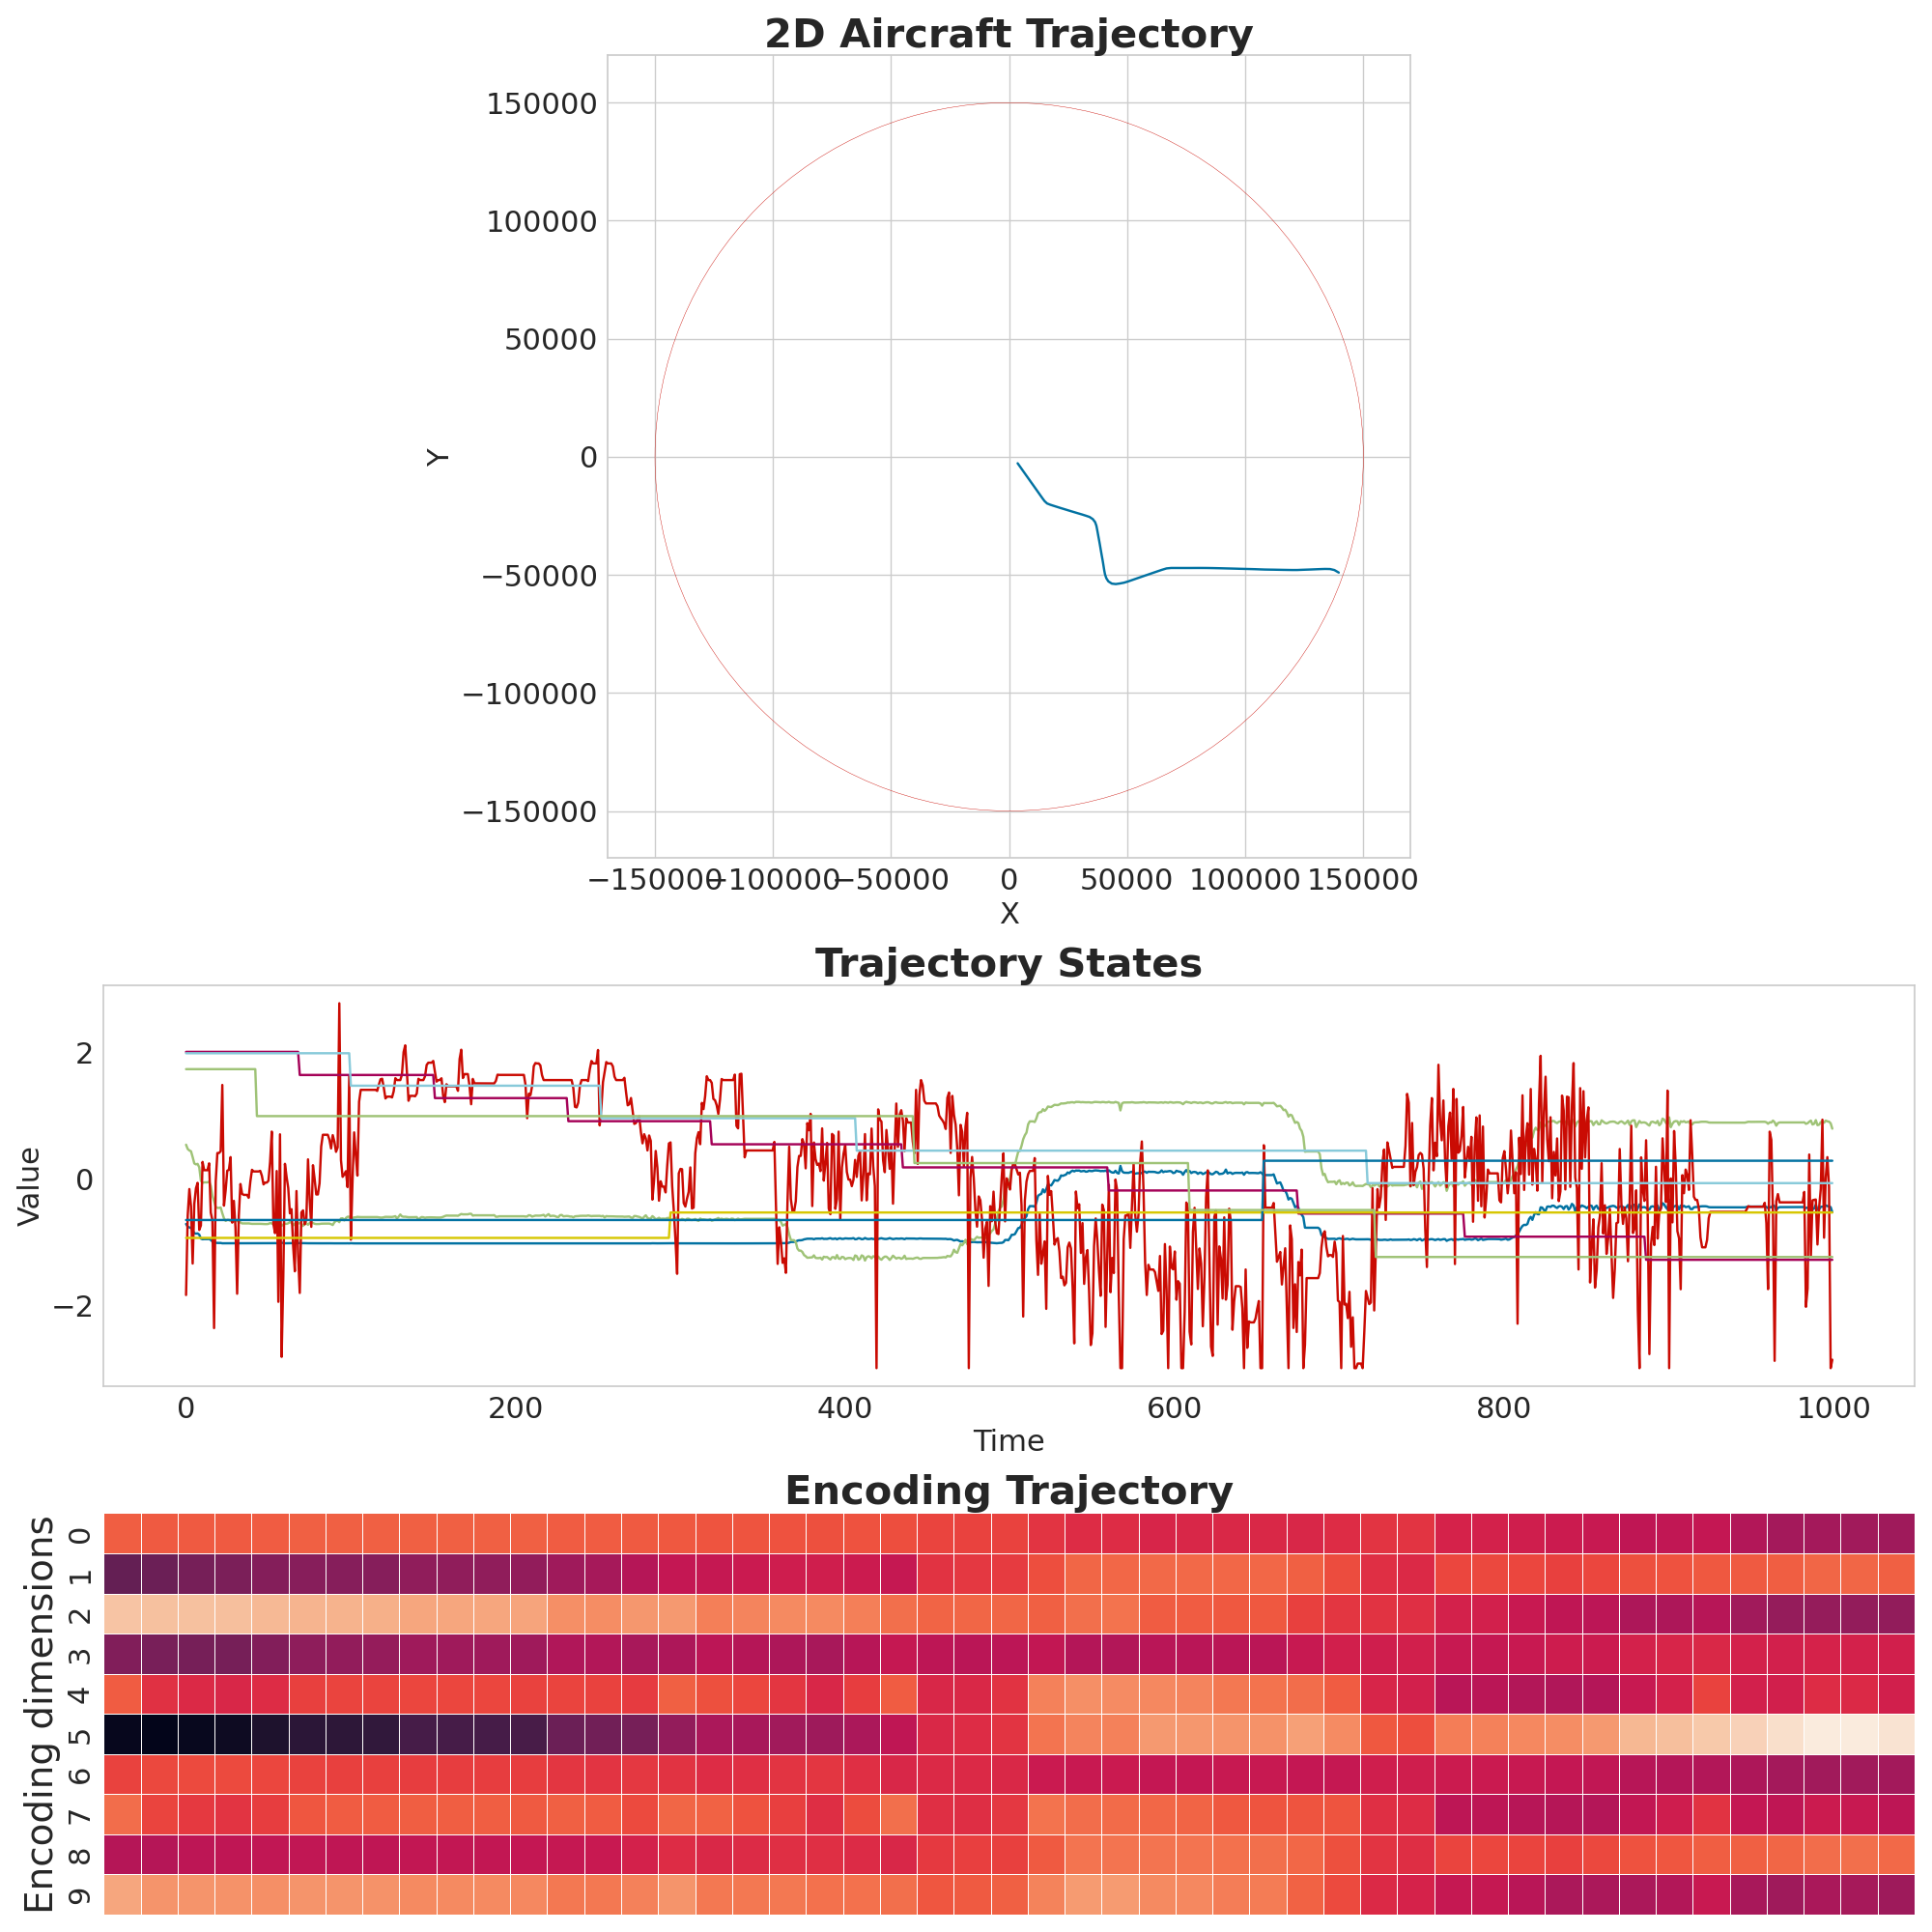 2D Aircraft Trajectory
150000
100000
50000
0
−50000
−100000
−150000
Y
−150000 −100000 −50000 0 50000 100000 150000
X
Trajectory States
2
0
−2
Value
0 200 400 600 800 1000
Time
Encoding Trajectory
Encoding dimensions
0
1
2
3
4
5
6
7
8
9